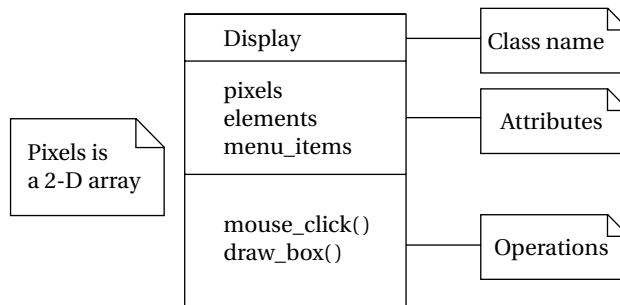 Display
Class name
pixels
elements
menu_items
Attributes
Pixels is
a 2-D array
mouse_click()
draw_box()
Operations